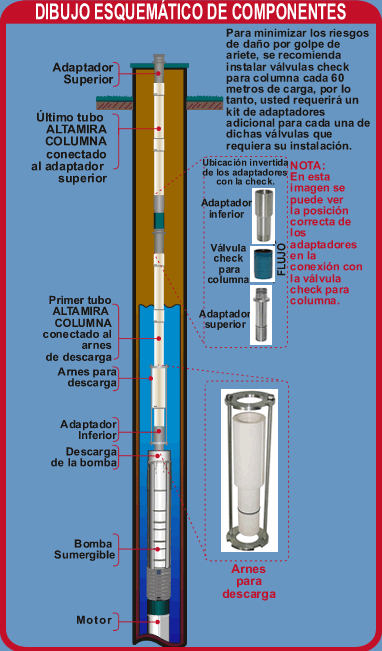 DIBUJO ESQUEMÁTICO DE COMPONENTES
Para minimizar los riesgos
de daño por golpe de
ariete, se recomienda
instalar válvulas check
para columna cada 60
metros de carga, por lo
tanto, usted requerirá un
kit de adaptadores
adicional para cada una de
dichas válvulas que
requiera su instalación.
Adaptador
Superior
Último tubo
ALTAMIRA
COLUMNA
conectado
al adaptador
superior
Ubicación invertida
de los adaptadores
con la check.
Adaptador
inferior
Válvula
check
para
columna
FLUJO
Adaptador
superior
NOTA:
En esta
imagen se
puede ver
la posición
correcta de
los
adaptadores
en la
conexión con
la válvula
check para
columna.
Primer tubo
ALTAMIRA
COLUMNA
conectado al
arnes
de descarga
Arnes para
descarga
Adaptador
Inferior
Descarga
de la bomba
Bomba
Sumergible
Motor
Arnes
para
descarga